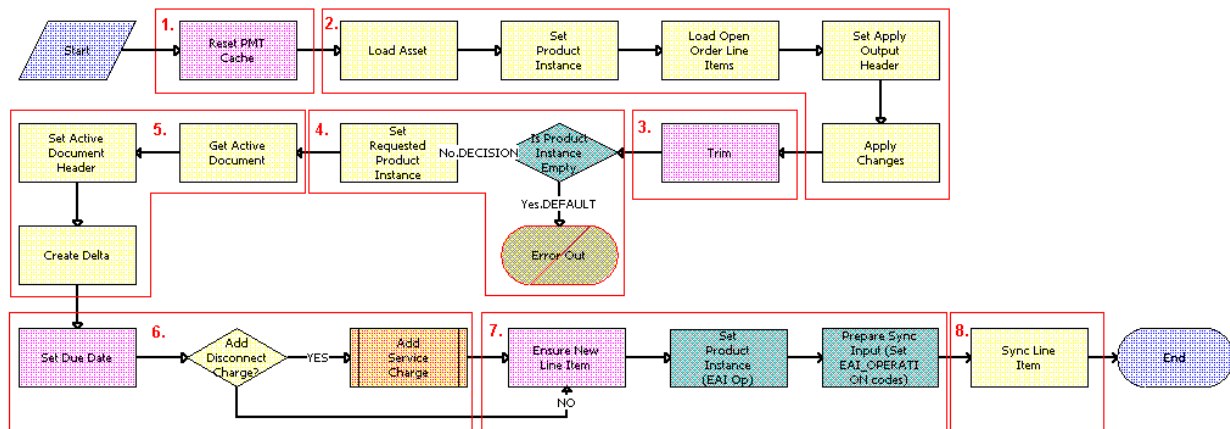 1.
2.
Start
Reset PMT
Cache
Load Asset
Set
Product
Instance
Load Open
Order Line
Items
Set Apply
Output
Header
5.
4.
3.
Set Active
Document
Header
Get Active
Document
Set
Requested
Product
Instance
No.DECISION
Is Product
Instance
Empty
Trim
Apply
Changes
Yes.DEFAULT
Create Delta
Error Out
6.
7.
8.
Set Due Date
Add
Disconnect
Charge?
YES
Add
Service
Charge
Ensure New
Line Item
Set
Product
Instance
(EAI Op)
Prepare Sync
Input (Set
EAI_OPERATI
ON codes)
Sync Line
Item
End
NO